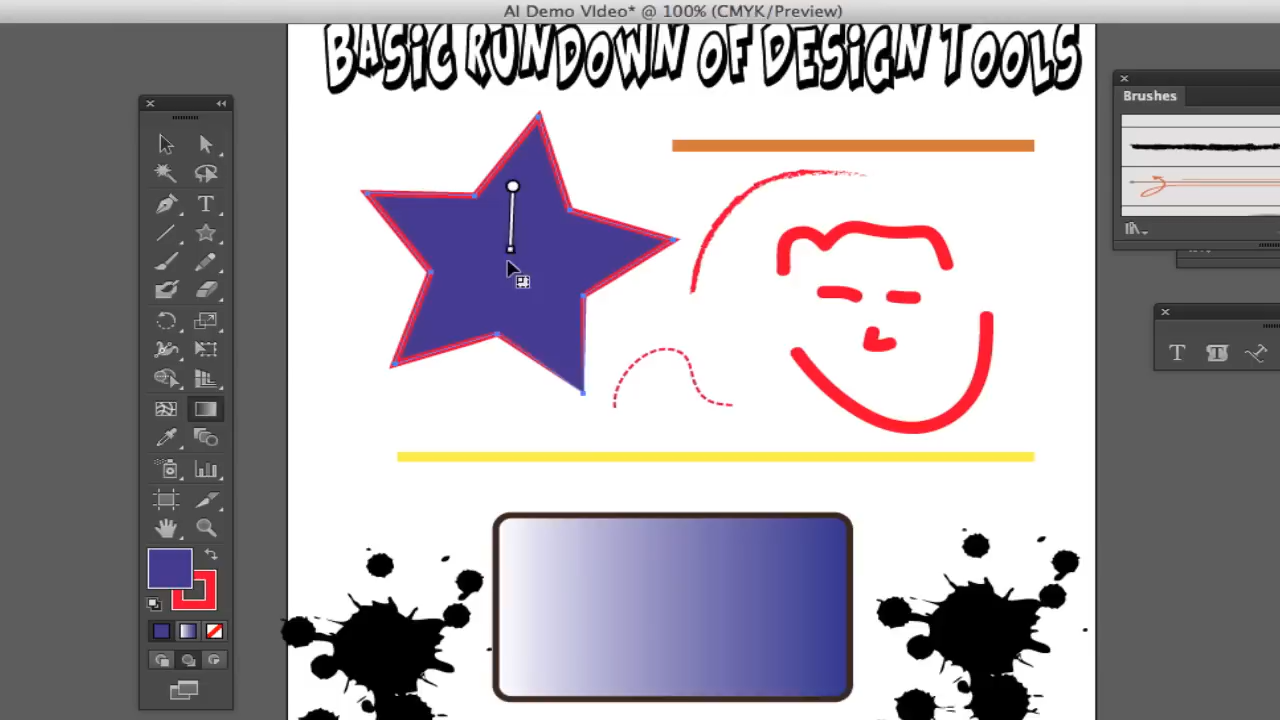 AI Demo VIdeo* @ 100% (CMYK/Preview)
BASiC RUNDOWN OF DESiGN TOOLS
Brushes